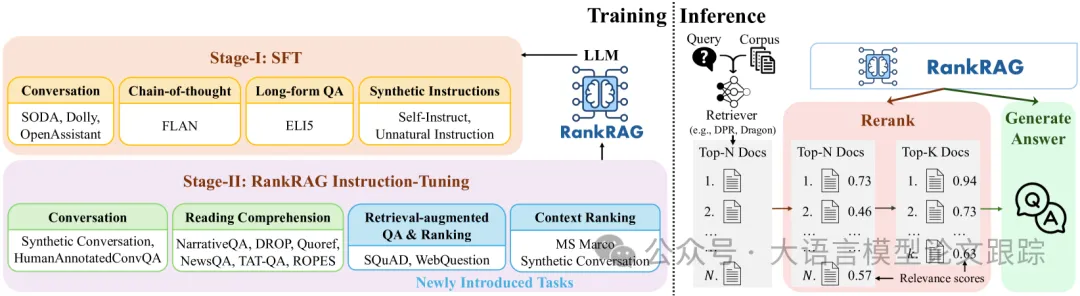 Training
Inference
Stage-I: SFT
LLM
RankRAG
Conversation
SODA, Dolly,
OpenAssistant
Chain-of-thought
FLAN
Long-form QA
ELI5
Synthetic Instructions
Self-Instruct,
Unnatural Instruction
Stage-II: RankRAG Instruction-Tuning
Conversation
Synthetic Conversation,
HumanAnnotatedConvQA
Reading Comprehension
NarrativeQA, DROP, Quoref,
NewsQA, TAT-QA, ROPES
Retrieval-augmented
QA & Ranking
SQuAD, WebQuestion
Context Ranking
MS Marco
Synthetic Conversation
Newly Introduced Tasks
Query
Corpus
?
Retriever
(e.g., DPR, Dragon)
Top-N Docs
1.
2.
...
...
N.
RankRAG
Rerank
Top-N Docs
1. 0.73
2. 0.46
... ...
... ...
N. 0.57
Top-K Docs
1. 0.94
2. 0.73
... ...
K. 0.63
Relevance scores
Generate
Answer
Q
A
公众号 · 大语言模型论文跟踪